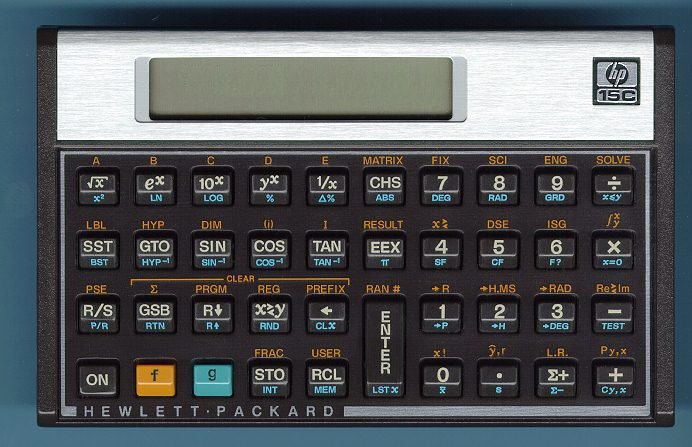 hp
15C
A B C D E MATRIX FIX SCI ENG SOLVE
√x e^x 10^x y^x 1/x CHS 7 8 9 ÷
x² LN LOG % Δ% ABS DEG RAD GRD x≤y
LBL HYP DIM (i) I RESULT x≷ DSE ISG ∫xy
SST GTO SIN COS TAN EEX 4 5 6 ×
BST HYP⁻¹ SIN⁻¹ COS⁻¹ TAN⁻¹ π SF CF F? x=0
CLEAR
PSE Σ PRGM REG PREFIX RAN # →R →H.MS →RAD Re≷Im
R/S GSB R↓ x≷y ← ENTER 1 2 3 −
P/R RTN R↑ RND CLx →P →H →DEG TEST
FRAC USER x! ŷ,r L.R. Py,x
ON f g STO RCL 0 · Σ+ +
INT MEM LSTx x̄ s Σ− Cy,x
HEWLETT·PACKARD